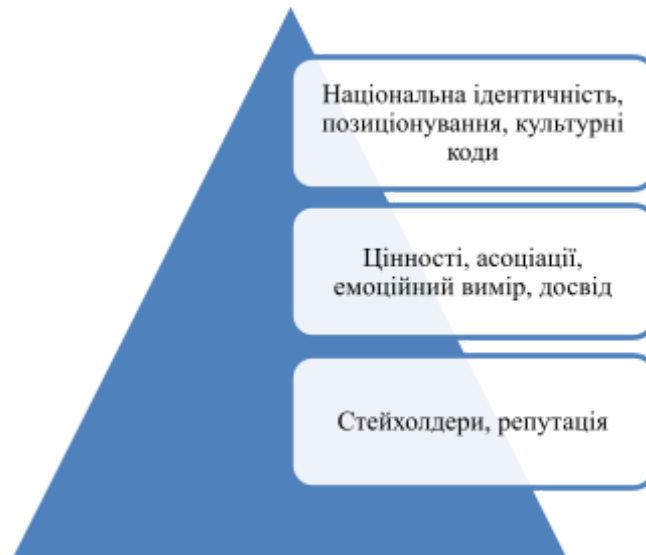 Національна ідентичність,
позиціонування, культурні
коди
Цінності, асоціації,
емоційний вимір, досвід
Стейхолдери, репутація